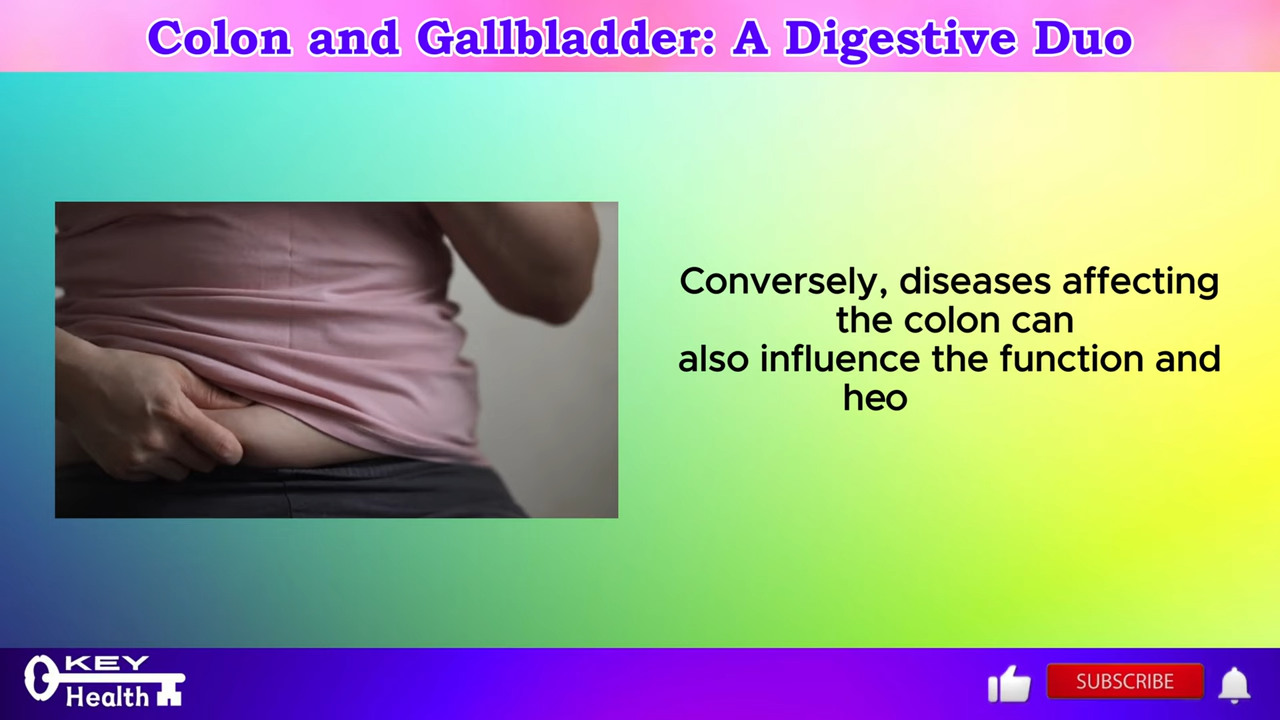 Colon and Gallbladder: A Digestive Duo
Conversely, diseases affecting
the colon can
also influence the function and
heo
KEY
Health
SUBSCRIBE